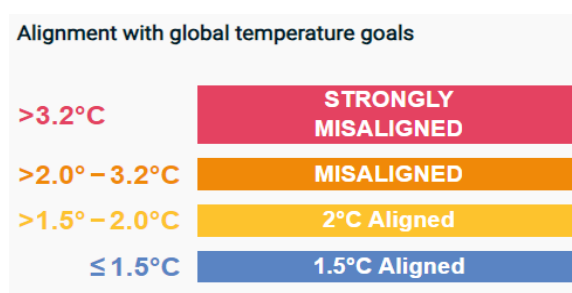 Alignment with global temperature goals
>3.2°C
STRONGLY
MISALIGNED
>2.0° – 3.2°C
MISALIGNED
>1.5° – 2.0°C
2°C Aligned
≤ 1.5°C
1.5°C Aligned